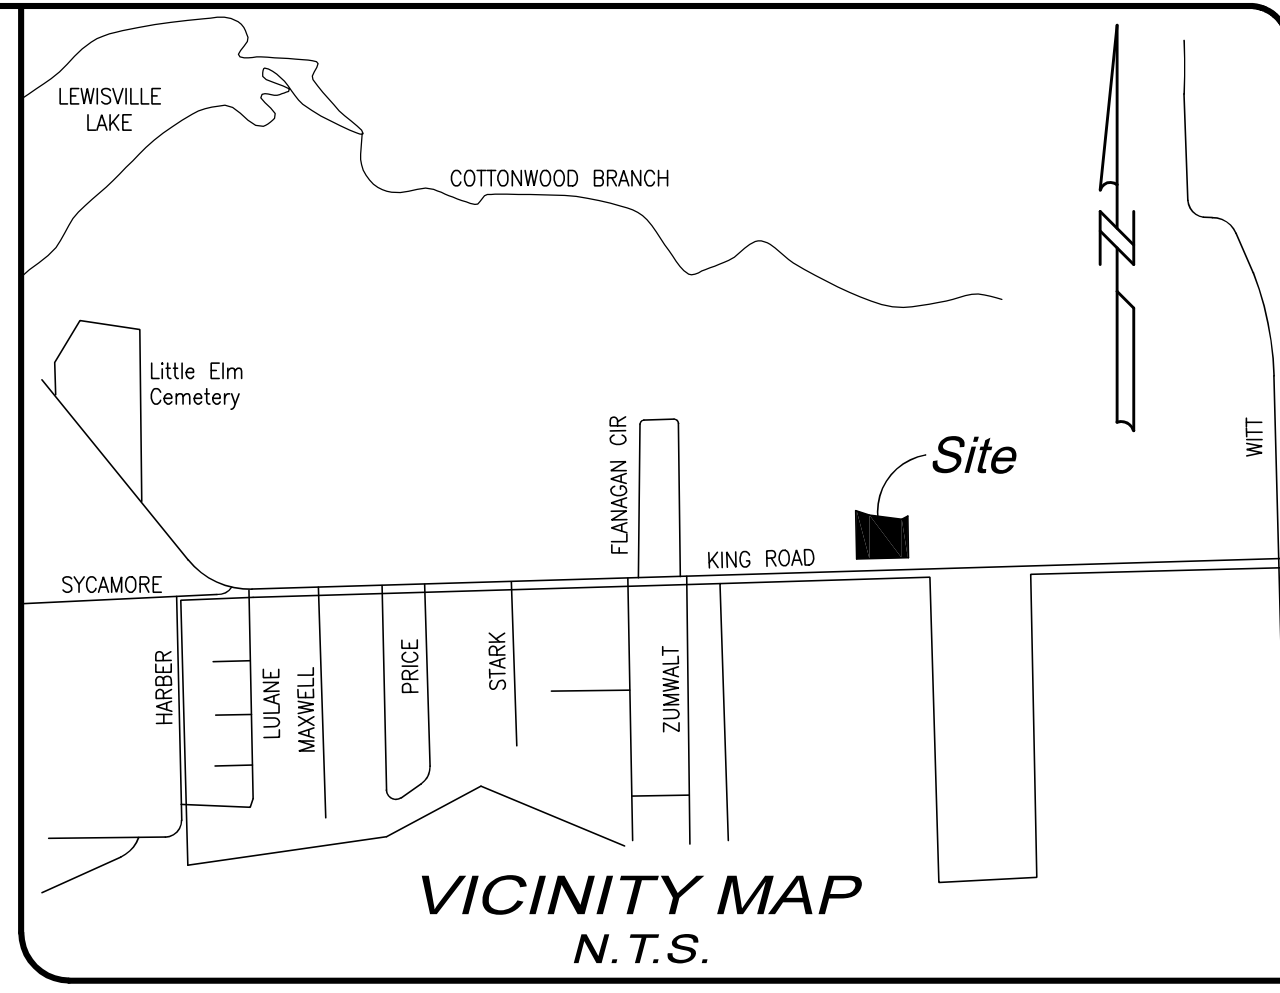 LEWISVILLE
LAKE
COTTONWOOD BRANCH
N
Little Elm
Cemetery
FLANAGAN CIR
WITT
Site
KING ROAD
SYCAMORE
HARBER
LULANE
MAXWELL
PRICE
STARK
ZUMWALT
VICINITY MAP
N.T.S.